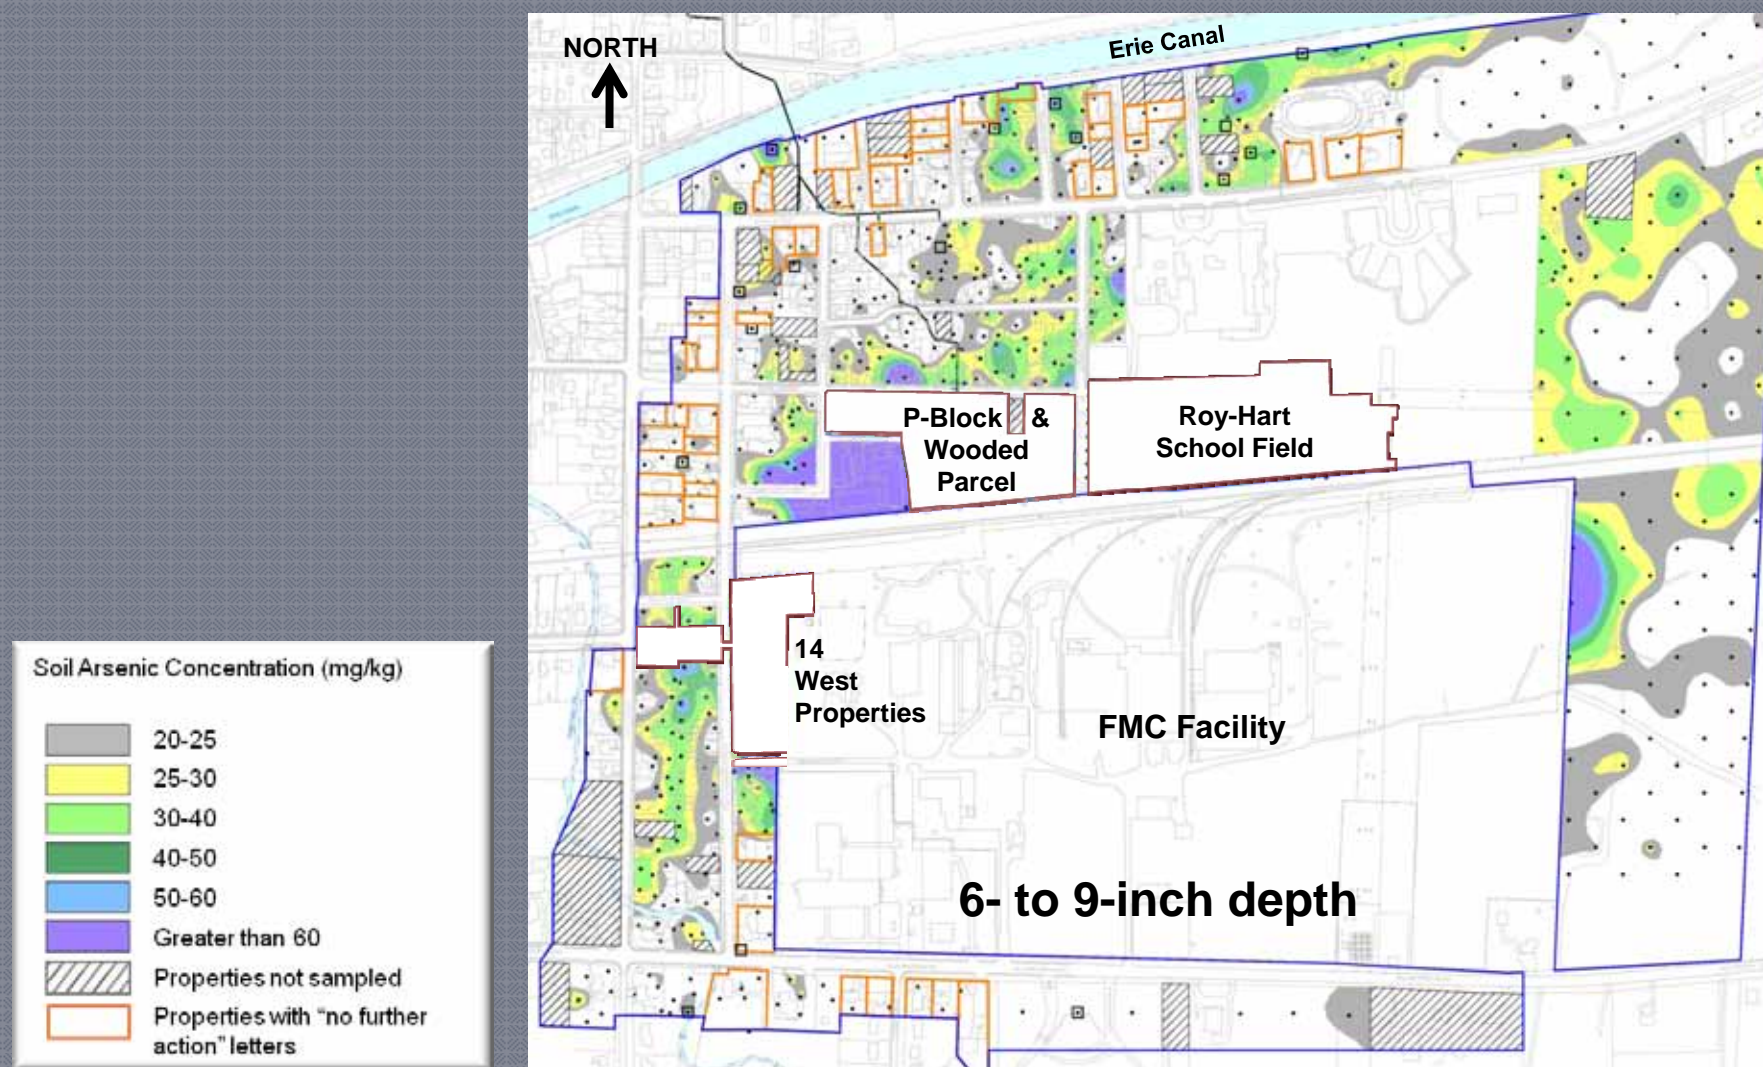 NORTH
Erie Canal
P-Block &
Wooded
Parcel
Roy-Hart
School Field
14
West
Properties
FMC Facility
6- to 9-inch depth
Soil Arsenic Concentration (mg/kg)
20-25
25-30
30-40
40-50
50-60
Greater than 60
Properties not sampled
Properties with "no further
action" letters